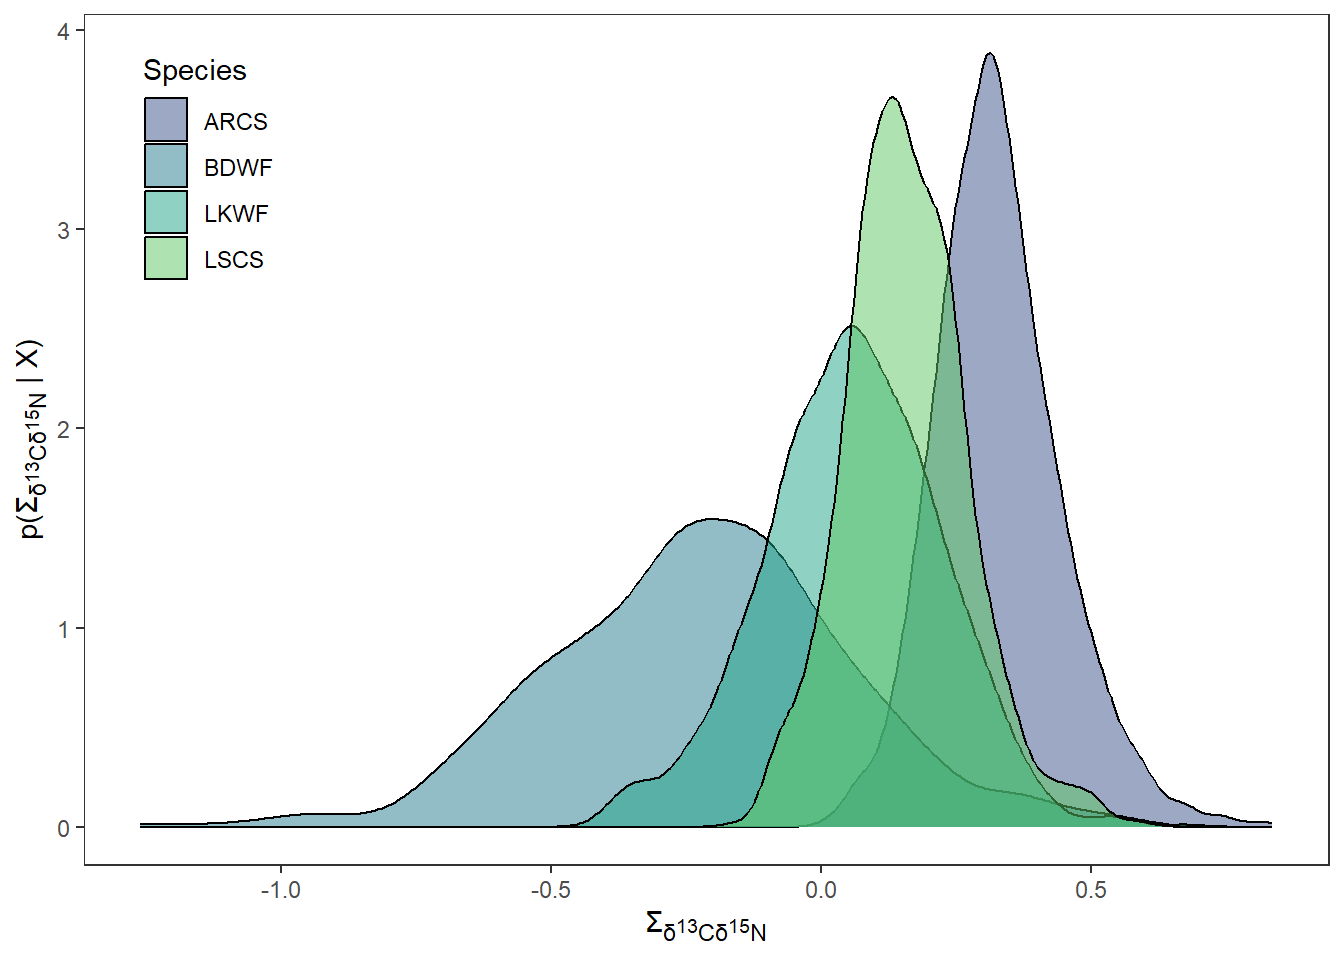 Species
ARCS
BDWF
LKWF
LSCS
p(Σδ¹³Cδ¹⁵N | X)
4
3
2
1
0
-1.0 -0.5 0.0 0.5
Σδ¹³Cδ¹⁵N